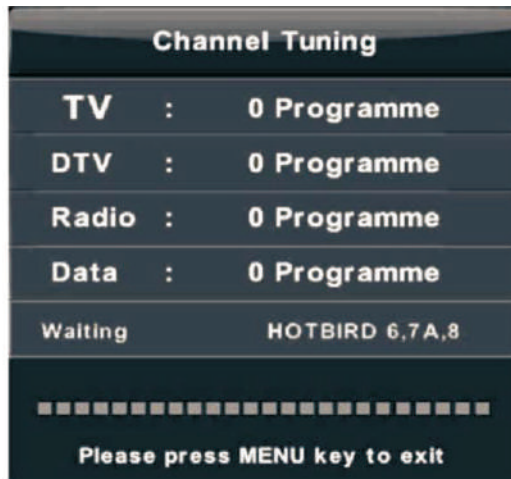 Channel Tuning
TV : 0 Programme
DTV : 0 Programme
Radio : 0 Programme
Data : 0 Programme
Waiting HOTBIRD 6,7A,8
Please press MENU key to exit